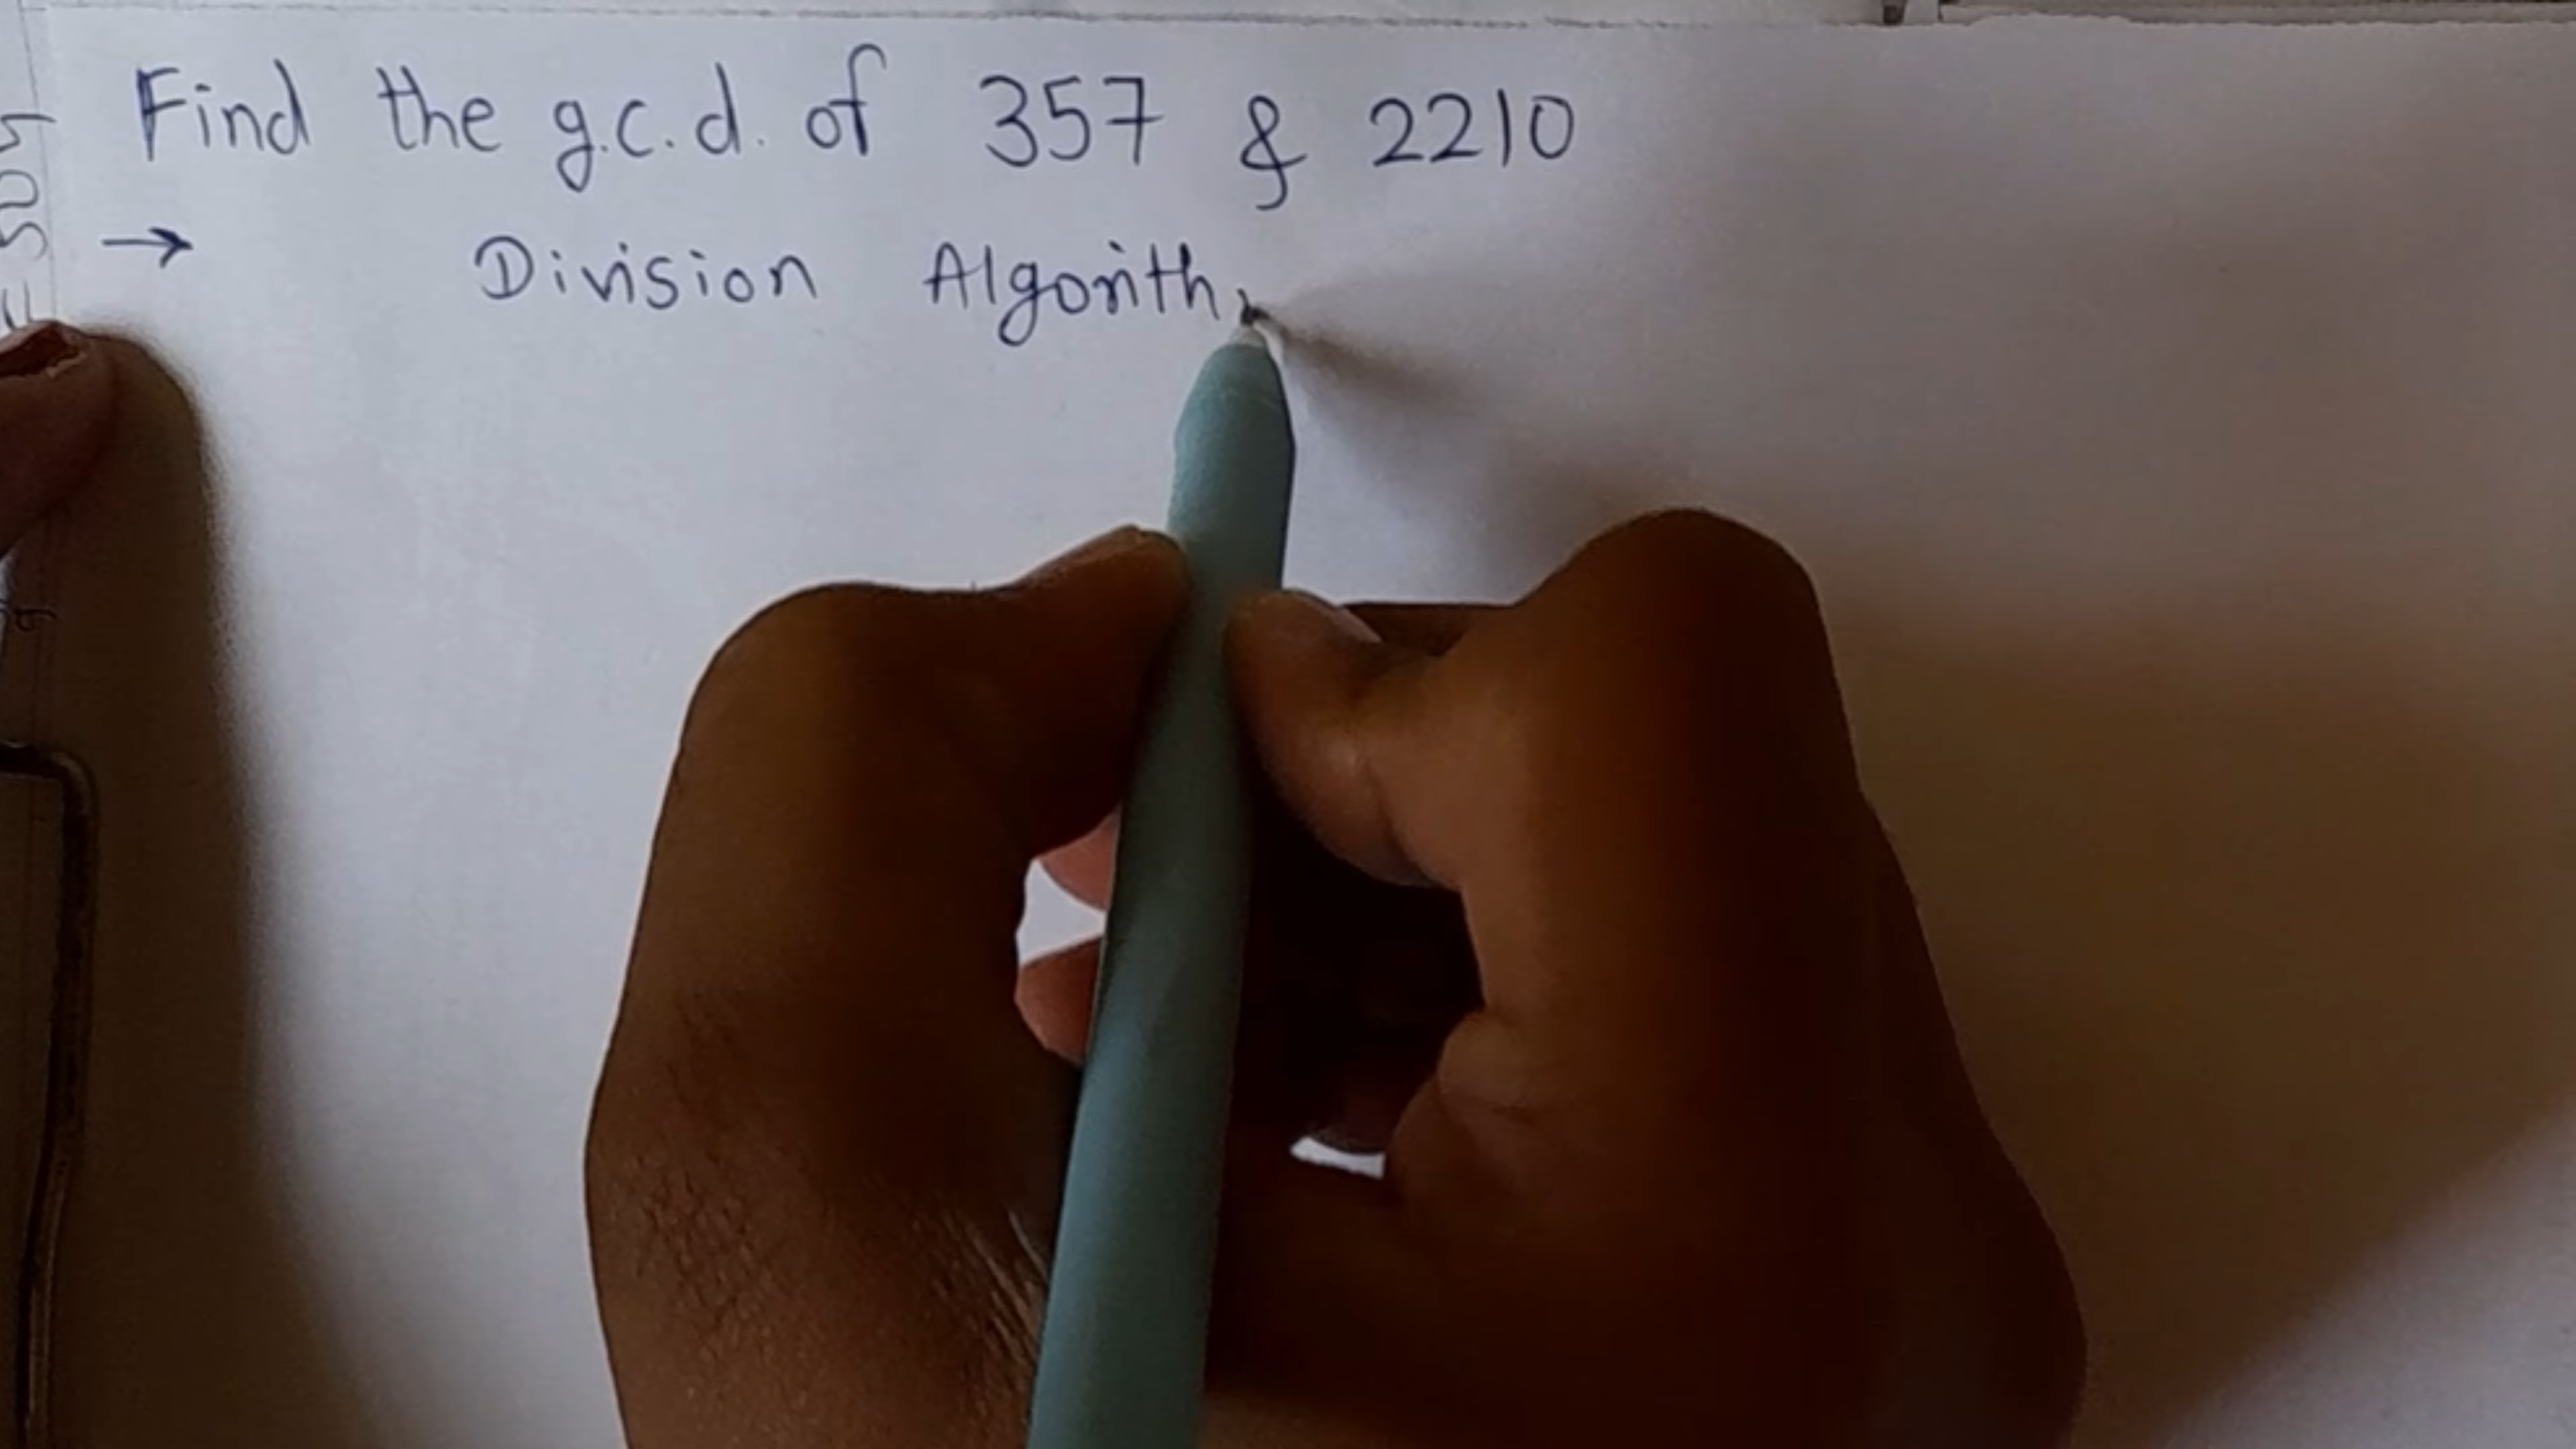 Find the g.c.d. of 357 & 2210
→ Division Algorith